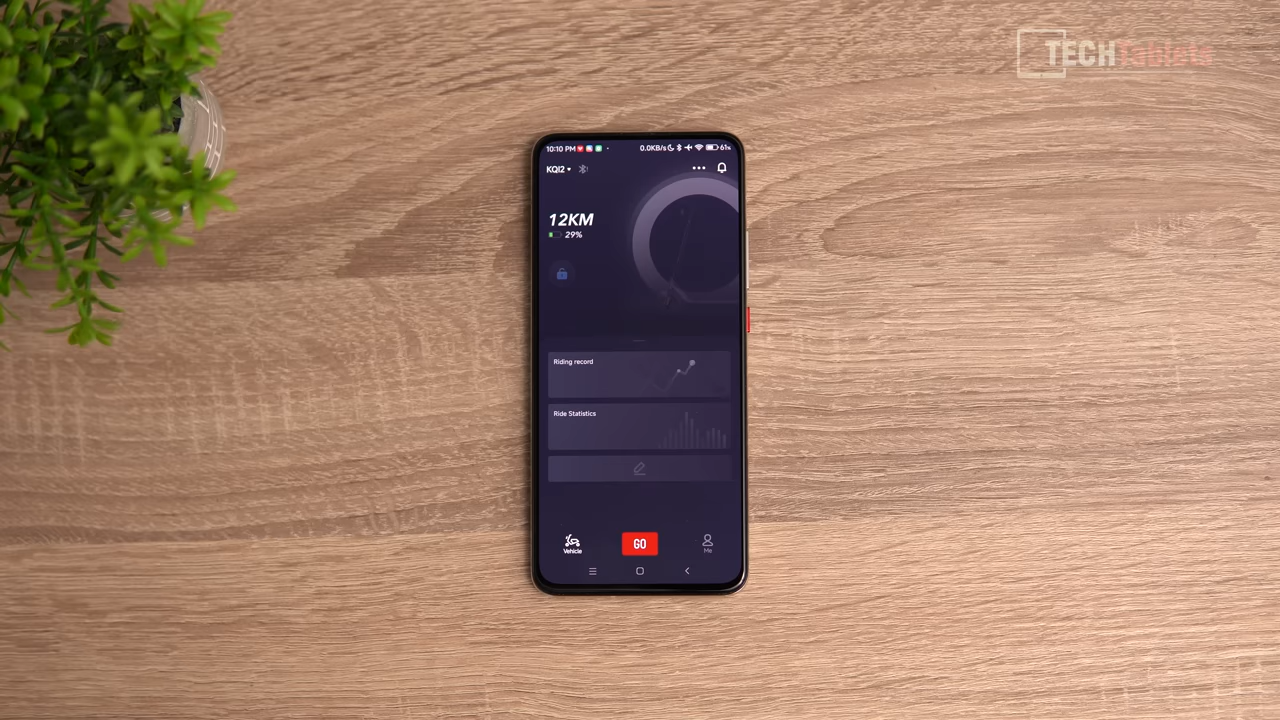 TECHTablets
10:10 PM 0.0KB/s 61%
KQI2
12KM
29%
Riding record
Ride Statistics
Vehicle GO Me